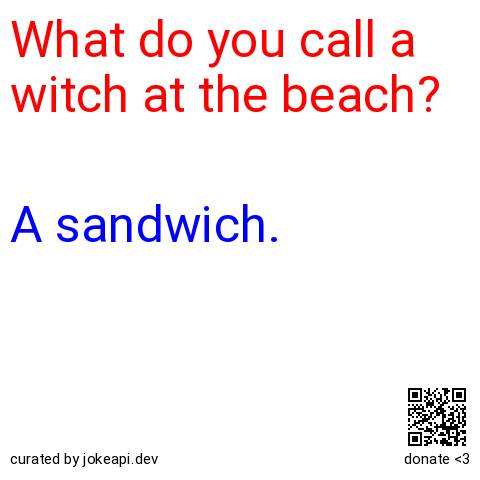 What do you call a
witch at the beach?
A sandwich.
curated by jokeapi.dev
donate <3